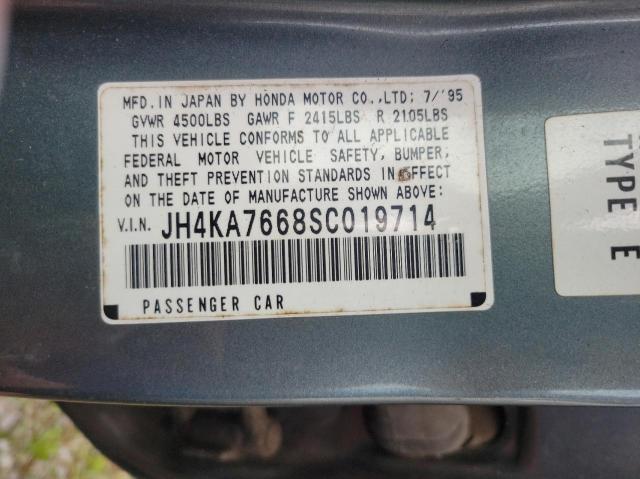 MFD.IN JAPAN BY HONDA MOTOR CO.,LTD: 7/'95
GVWR 4500LBS GAWR F 2415LBS R 2105LBS
THIS VEHICLE CONFORMS TO ALL APPLICABLE
FEDERAL MOTOR VEHICLE SAFETY, BUMPER,
AND THEFT PREVENTION STANDARDS IN EFFECT
ON THE DATE OF MANUFACTURE SHOWN ABOVE:
V.I.N. JH4KA7668SC019714
PASSENGER CAR
TYPE E